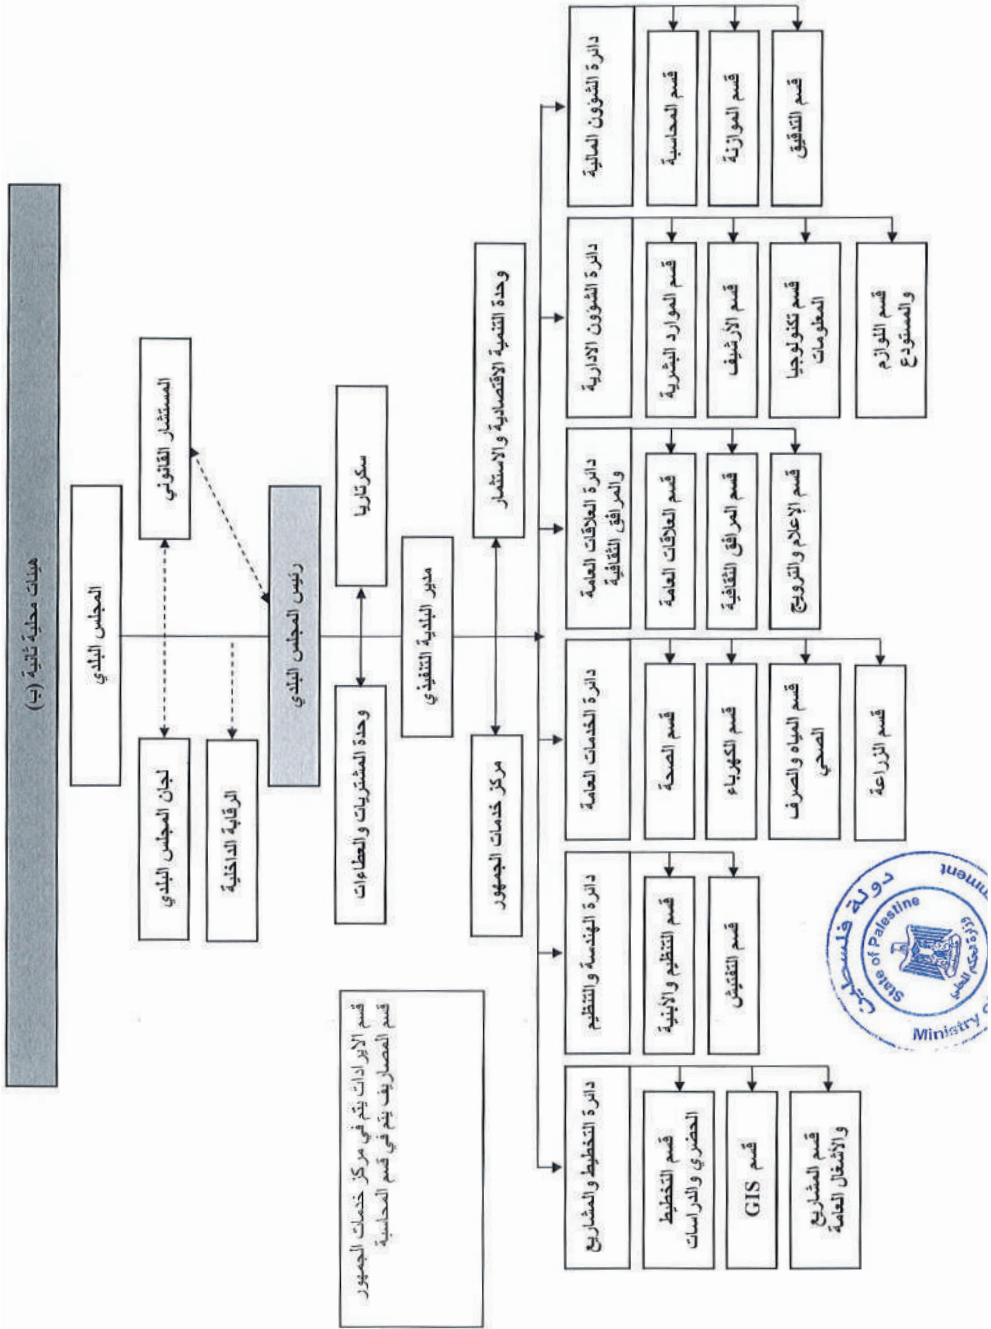 هيئات محلية ثانية (ب)
المجلس البلدي
المستشار القانوني
لجان المجلس البلدي
الرقابة الداخلية
رئيس المجلس البلدي
سكرتاريا
وحدة المشتريات والعطاءات
مدير البلدية التنفيذي
وحدة التنمية الاقتصادية والاستثمار
مركز خدمات الجمهور
قسم الايرادات يتم في مركز خدمات الجمهور
قسم المصاريف يتم في قسم المحاسبة
دائرة الشؤون المالية
قسم المحاسبة
قسم الموازنة
قسم التدقيق
دائرة الشؤون الادارية
قسم الموارد البشرية
قسم الأرشيف
قسم تكنولوجيا
المعلومات
قسم اللوازم
والمستودع
دائرة العلاقات العامة
والمرافق الثقافية
قسم العلاقات العامة
قسم المرافق الثقافية
قسم الإعلام والترويج
دائرة الخدمات العامة
قسم الصحة
قسم الكهرباء
قسم المياه والصرف
الصحي
قسم الزراعة
دائرة الهندسة والتنظيم
قسم التنظيم والأبنية
قسم التفتيش
دائرة التخطيط والمشاريع
قسم التخطيط
الحضري والدراسات
قسم GIS
قسم المشاريع
والأشغال العامة
دولة فلسطين
State of Palestine
وزارة الحكم المحلي
Ministry